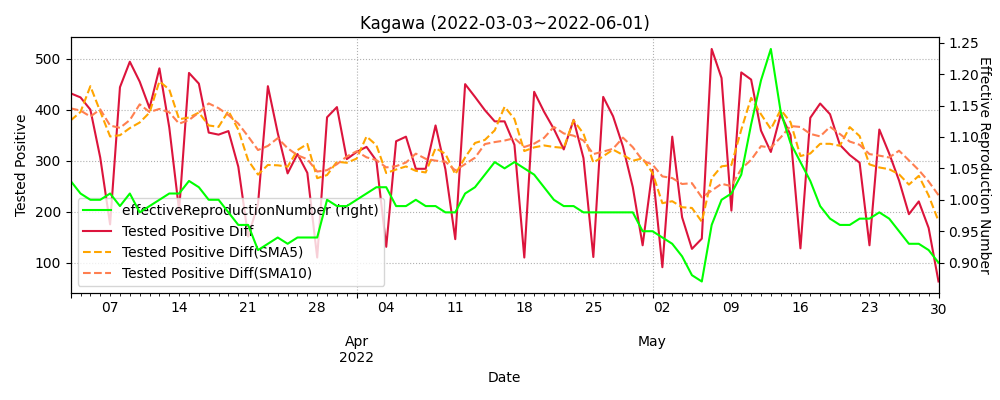 Kagawa (2022-03-03~2022-06-01)
Tested Positive
500
400
300
200
100
1.25
1.20
1.15
1.10
1.05
1.00
0.95
0.90
Effective Reproduction Number
effectiveReproductionNumber (right)
Tested Positive Diff
Tested Positive Diff(SMA5)
Tested Positive Diff(SMA10)
07 14 21 28 04 11 18 25 02 09 16 23 30
Apr May
2022
Date